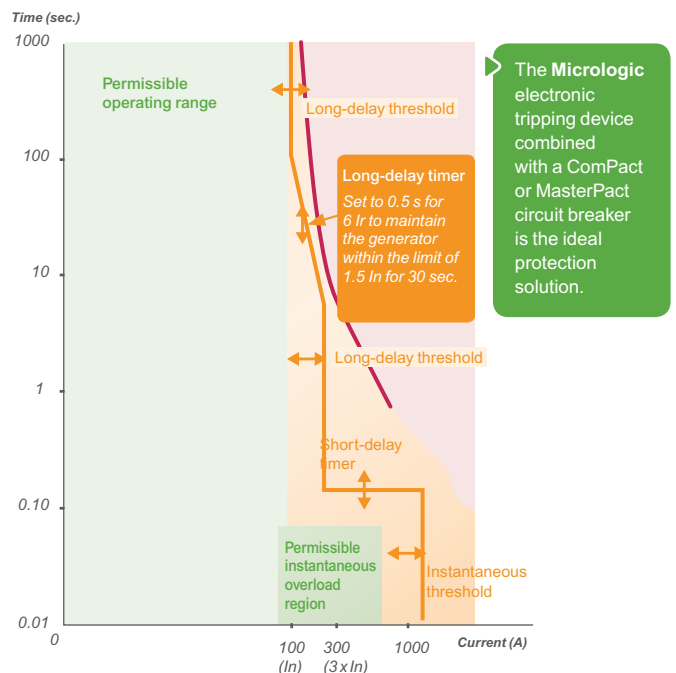 Time (sec.)
1000
100
10
1
0.10
0.01
0
Permissible
operating range
Long-delay threshold
Long-delay timer
Set to 0.5 s for
6 Ir to maintain
the generator
within the limit of
1.5 In for 30 sec.
Long-delay threshold
Short-delay
timer
Permissible
instantaneous
overload
region
Instantaneous
threshold
100
(In)
300
(3 x In)
1000
Current (A)
The Micrologic
electronic
tripping device
combined
with a ComPact
or MasterPact
circuit breaker
is the ideal
protection
solution.